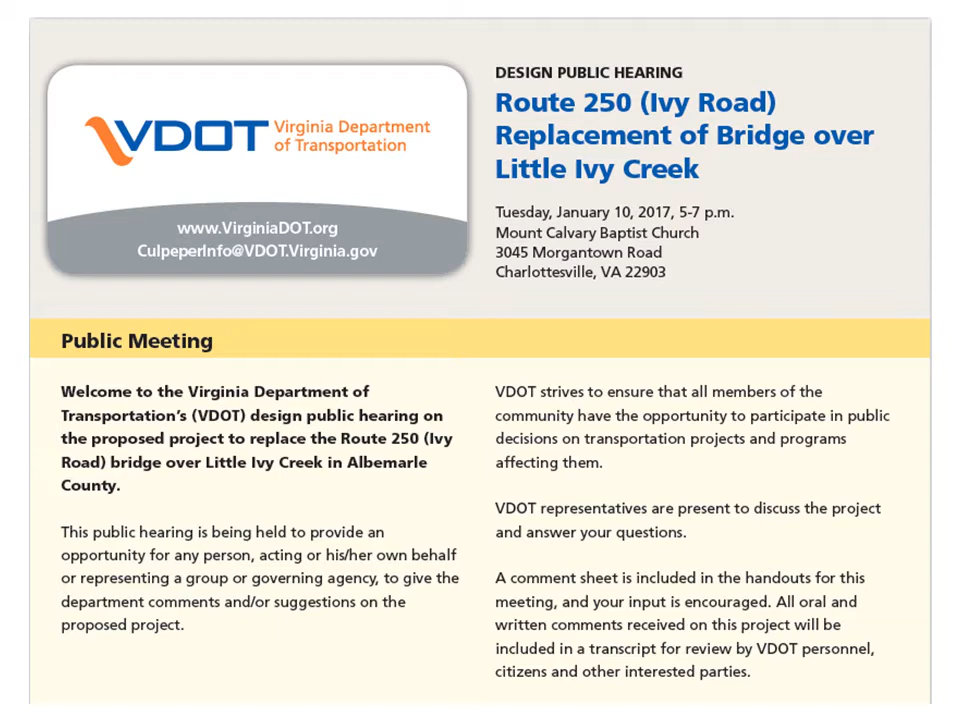 VDOT Virginia Department
of Transportation
www.VirginiaDOT.org
CulpeperInfo@VDOT.Virginia.gov
DESIGN PUBLIC HEARING
Route 250 (Ivy Road)
Replacement of Bridge over
Little Ivy Creek
Tuesday, January 10, 2017, 5-7 p.m.
Mount Calvary Baptist Church
3045 Morgantown Road
Charlottesville, VA 22903
Public Meeting
Welcome to the Virginia Department of
Transportation’s (VDOT) design public hearing on
the proposed project to replace the Route 250 (Ivy
Road) bridge over Little Ivy Creek in Albemarle
County.
This public hearing is being held to provide an
opportunity for any person, acting or his/her own behalf
or representing a group or governing agency, to give the
department comments and/or suggestions on the
proposed project.
VDOT strives to ensure that all members of the
community have the opportunity to participate in public
decisions on transportation projects and programs
affecting them.
VDOT representatives are present to discuss the project
and answer your questions.
A comment sheet is included in the handouts for this
meeting, and your input is encouraged. All oral and
written comments received on this project will be
included in a transcript for review by VDOT personnel,
citizens and other interested parties.